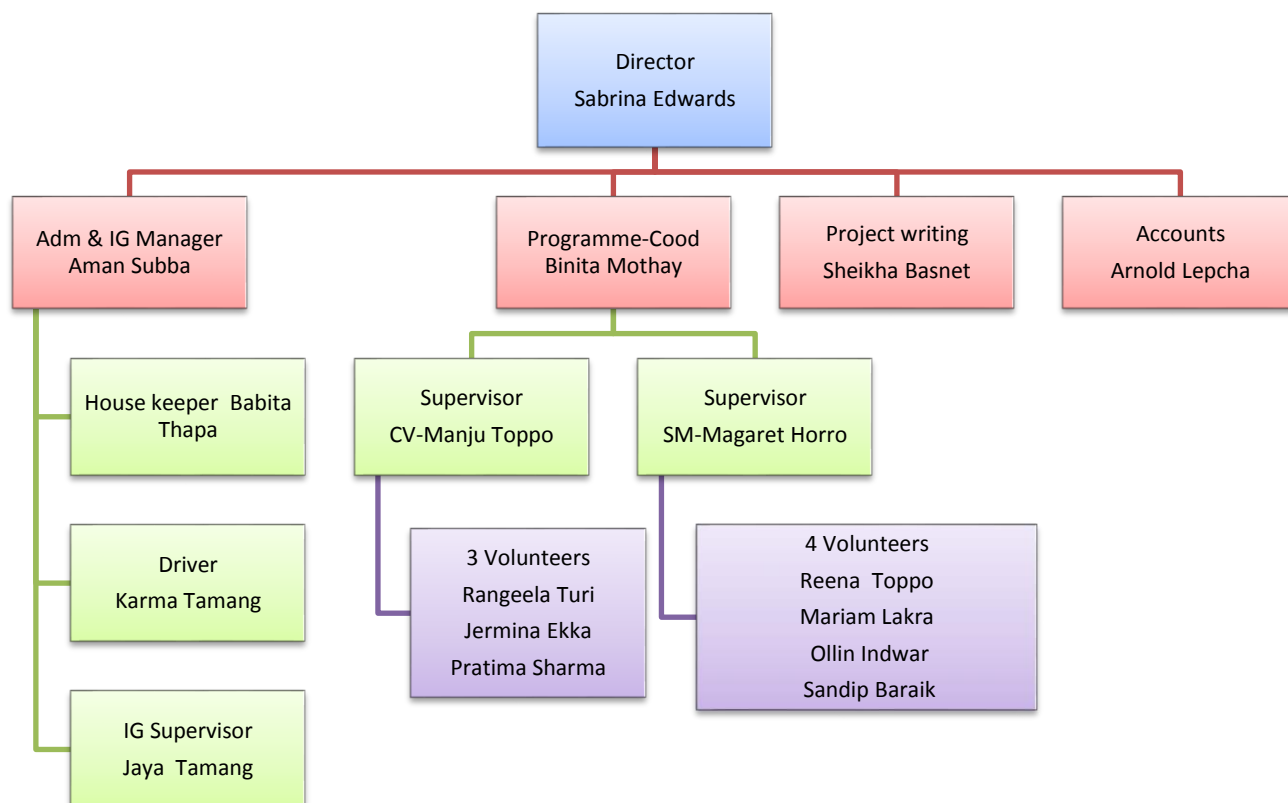 Director
Sabrina Edwards
Adm & IG Manager
Aman Subba
Programme-Cood
Binita Mothay
Project writing
Sheikha Basnet
Accounts
Arnold Lepcha
House keeper  Babita
Thapa
Supervisor
CV-Manju Toppo
Supervisor
SM-Magaret Horro
Driver
Karma Tamang
3 Volunteers
Rangeela Turi
Jermina Ekka
Pratima Sharma
4 Volunteers
Reena  Toppo
Mariam Lakra
Ollin Indwar
Sandip Baraik
IG Supervisor
Jaya  Tamang